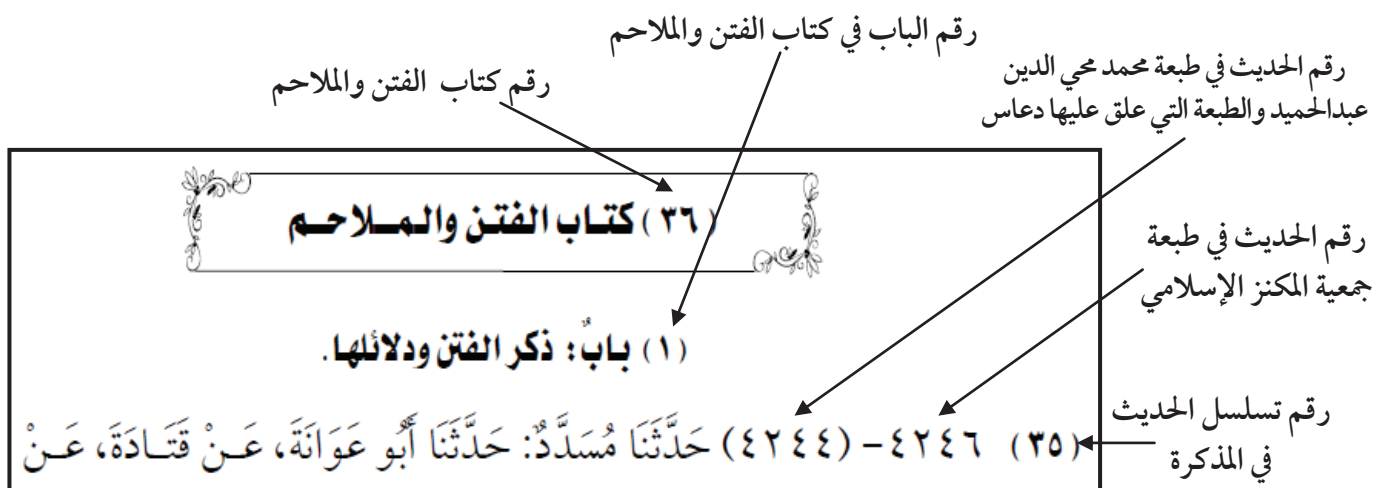 رقم الباب في كتاب الفتن والملاحم
رقم كتاب الفتن والملاحم
رقم الحديث في طبعة محمد محي الدين
عبدالحميد والطبعة التي علق عليها دعاس
(٣٦) كتاب الفتن والملاحم
رقم الحديث في طبعة
جمعية المكنز الإسلامي
(١) بابٌ: ذكر الفتن ودلائلها.
رقم تسلسل الحديث
في المذكرة
(٣٥) ٤٢٤٦- (٤٢٤٤) حَدَّثَنَا مُسَدَّدٌ: حَدَّثَنَا أَبُو عَوَانَةَ، عَنْ قَتَادَةَ، عَنْ